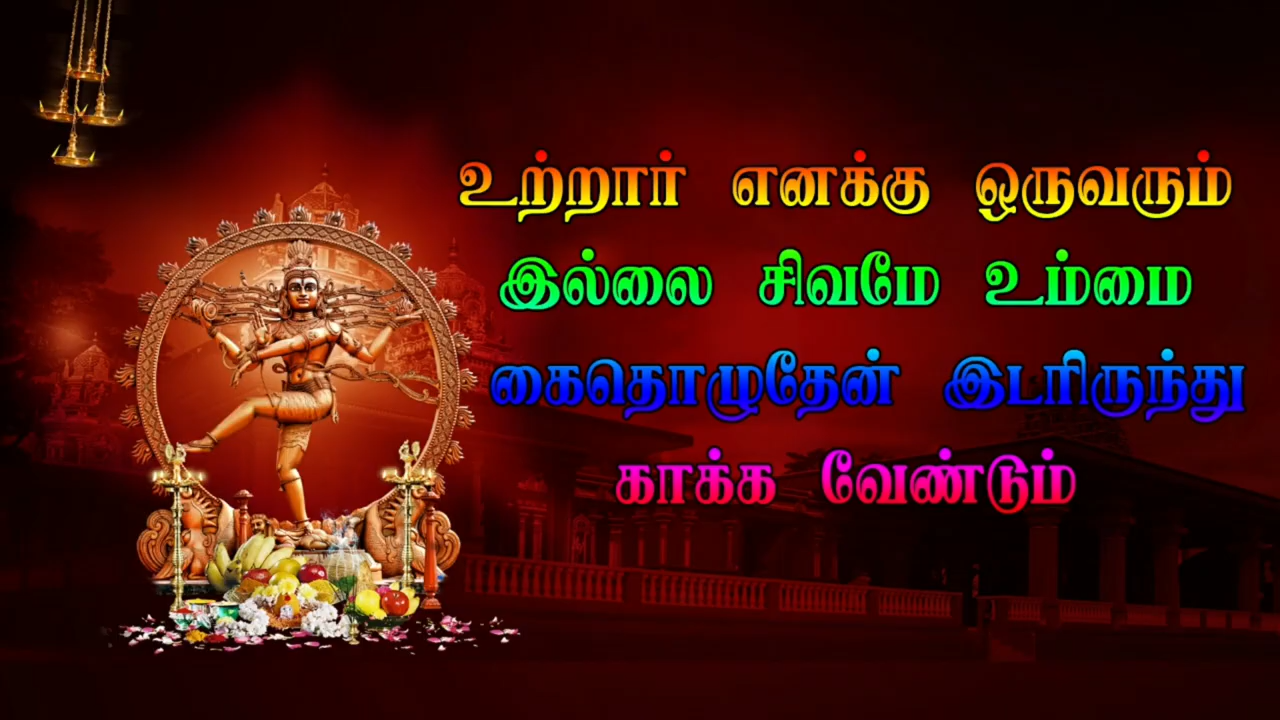 உற்றார் எனக்கு ஒருவரும்
இல்லை சிவமே உம்மை
கைதொழுதேன் இடரிருந்து
காக்க வேண்டும்